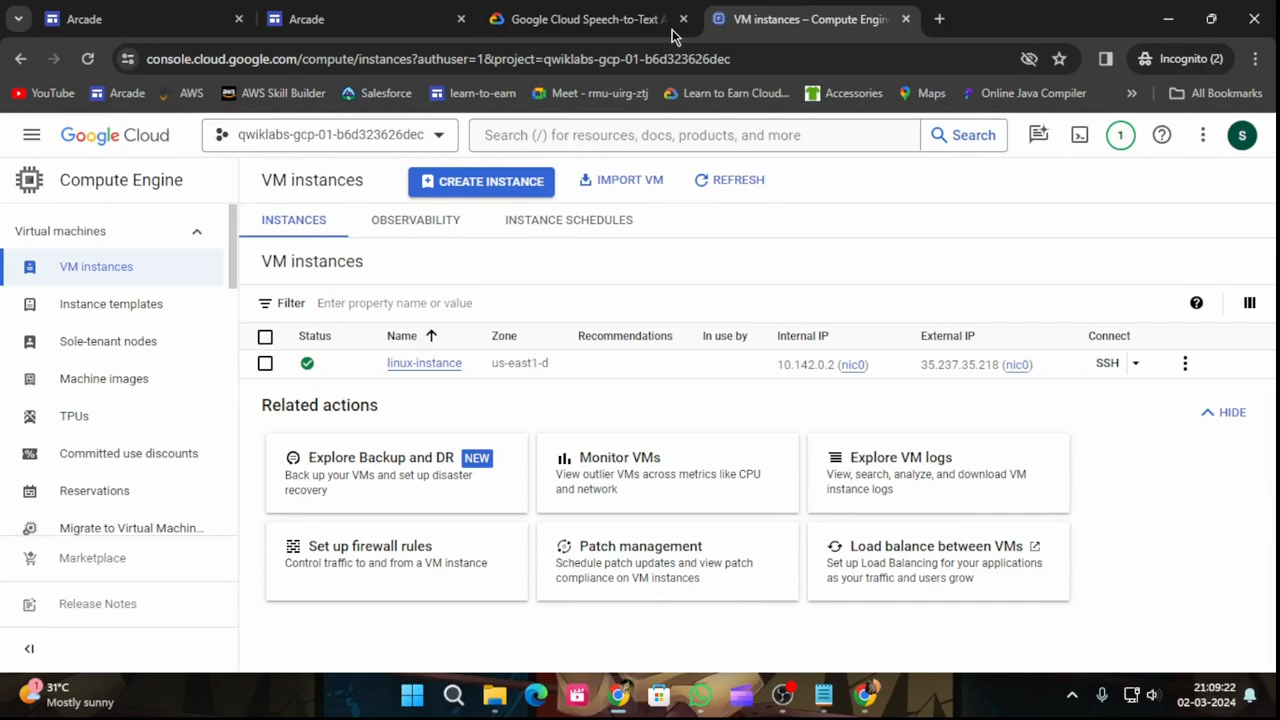 Arcade
Arcade
Google Cloud Speech-to-Text A
VM instances – Compute Engin
console.cloud.google.com/compute/instances?authuser=1&project=qwiklabs-gcp-01-b6d323626dec
Incognito (2)
YouTube
Arcade
AWS
AWS Skill Builder
Salesforce
learn-to-earn
Meet - rmu-uirg-ztj
Learn to Earn Cloud...
Accessories
Maps
Online Java Compiler
»
All Bookmarks
Google Cloud
qwiklabs-gcp-01-b6d323626dec
Search (/) for resources, docs, products, and more
Search
1
S
Compute Engine
VM instances
CREATE INSTANCE
IMPORT VM
REFRESH
Virtual machines
INSTANCES
OBSERVABILITY
INSTANCE SCHEDULES
VM instances
Instance templates
Sole-tenant nodes
Machine images
TPUs
Committed use discounts
Reservations
Migrate to Virtual Machin...
Marketplace
Release Notes
VM instances
Filter Enter property name or value
Status Name Zone Recommendations In use by Internal IP External IP Connect
linux-instance us-east1-d 10.142.0.2 (nic0) 35.237.35.218 (nic0) SSH
Related actions
HIDE
Explore Backup and DR NEW
Back up your VMs and set up disaster
recovery
Monitor VMs
View outlier VMs across metrics like CPU
and network
Explore VM logs
View, search, analyze, and download VM
instance logs
Set up firewall rules
Control traffic to and from a VM instance
Patch management
Schedule patch updates and view patch
compliance on VM instances
Load balance between VMs
Set up Load Balancing for your applications
as your traffic and users grow
1
31°C
Mostly sunny
21:09:22
02-03-2024